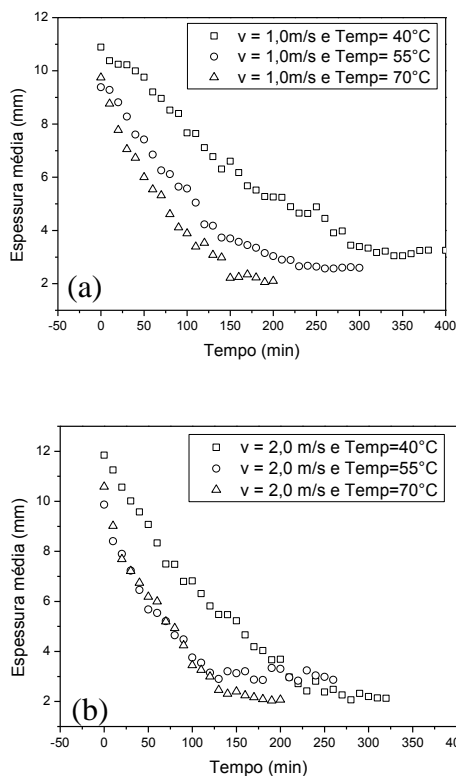 v = 1,0m/s e Temp= 40°C
v = 1,0m/s e Temp= 55°C
v = 1,0m/s e Temp= 70°C
12
10
8
6
4
2
Espessura média (mm)
(a)
-50 0 50 100 150 200 250 300 350 400
Tempo (min)
v = 2,0 m/s e Temp=40°C
v = 2,0 m/s e Temp=55°C
v = 2,0 m/s e Temp=70°C
12
10
8
6
4
2
Espessura média (mm)
(b)
-50 0 50 100 150 200 250 300 350 400
Tempo (min)